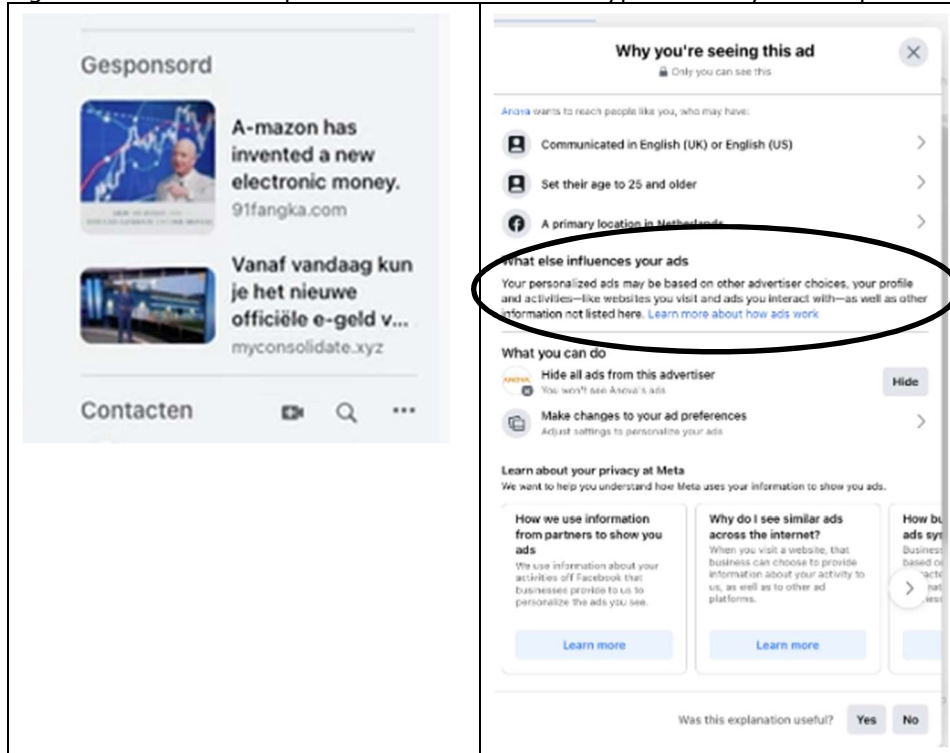 Gesponsord
A-mazon has
invented a new
electronic money.
91fangka.com
Vanaf vandaag kun
je het nieuwe
officiële e-geld v...
myconsolidate.xyz
Contacten
Why you're seeing this ad
Only you can see this
Anova wants to reach people like you, who may have:
Communicated in English (UK) or English (US)
Set their age to 25 and older
A primary location in Netherlands
What else influences your ads
Your personalized ads may be based on other advertiser choices, your profile
and activities—like websites you visit and ads you interact with—as well as other
information not listed here. Learn more about how ads work
What you can do
ANOVA
Hide all ads from this advertiser
You won't see Anova's ads
Hide
Make changes to your ad preferences
Adjust settings to personalize your ads
Learn about your privacy at Meta
We want to help you understand how Meta uses your information to show you ads.
How we use information
from partners to show you
ads
We use information about your
activities off Facebook that
businesses provide to us to
personalize the ads you see.
Learn more
Why do I see similar ads
across the internet?
When you visit a website, that
business can choose to provide
information about your activity to
us, as well as to other ad
platforms.
Learn more
How bu
ads sys
Business
based o
Was this explanation useful?
Yes
No